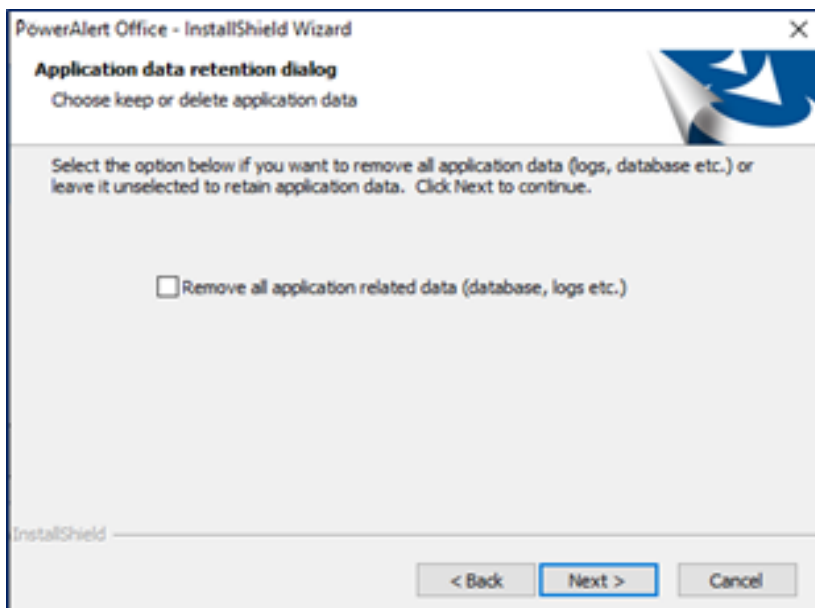 PowerAlert Office - InstallShield Wizard
Application data retention dialog
Choose keep or delete application data
Select the option below if you want to remove all application data (logs, database etc.) or
leave it unselected to retain application data. Click Next to continue.
Remove all application related data (database, logs etc.)
InstallShield
< Back
Next >
Cancel